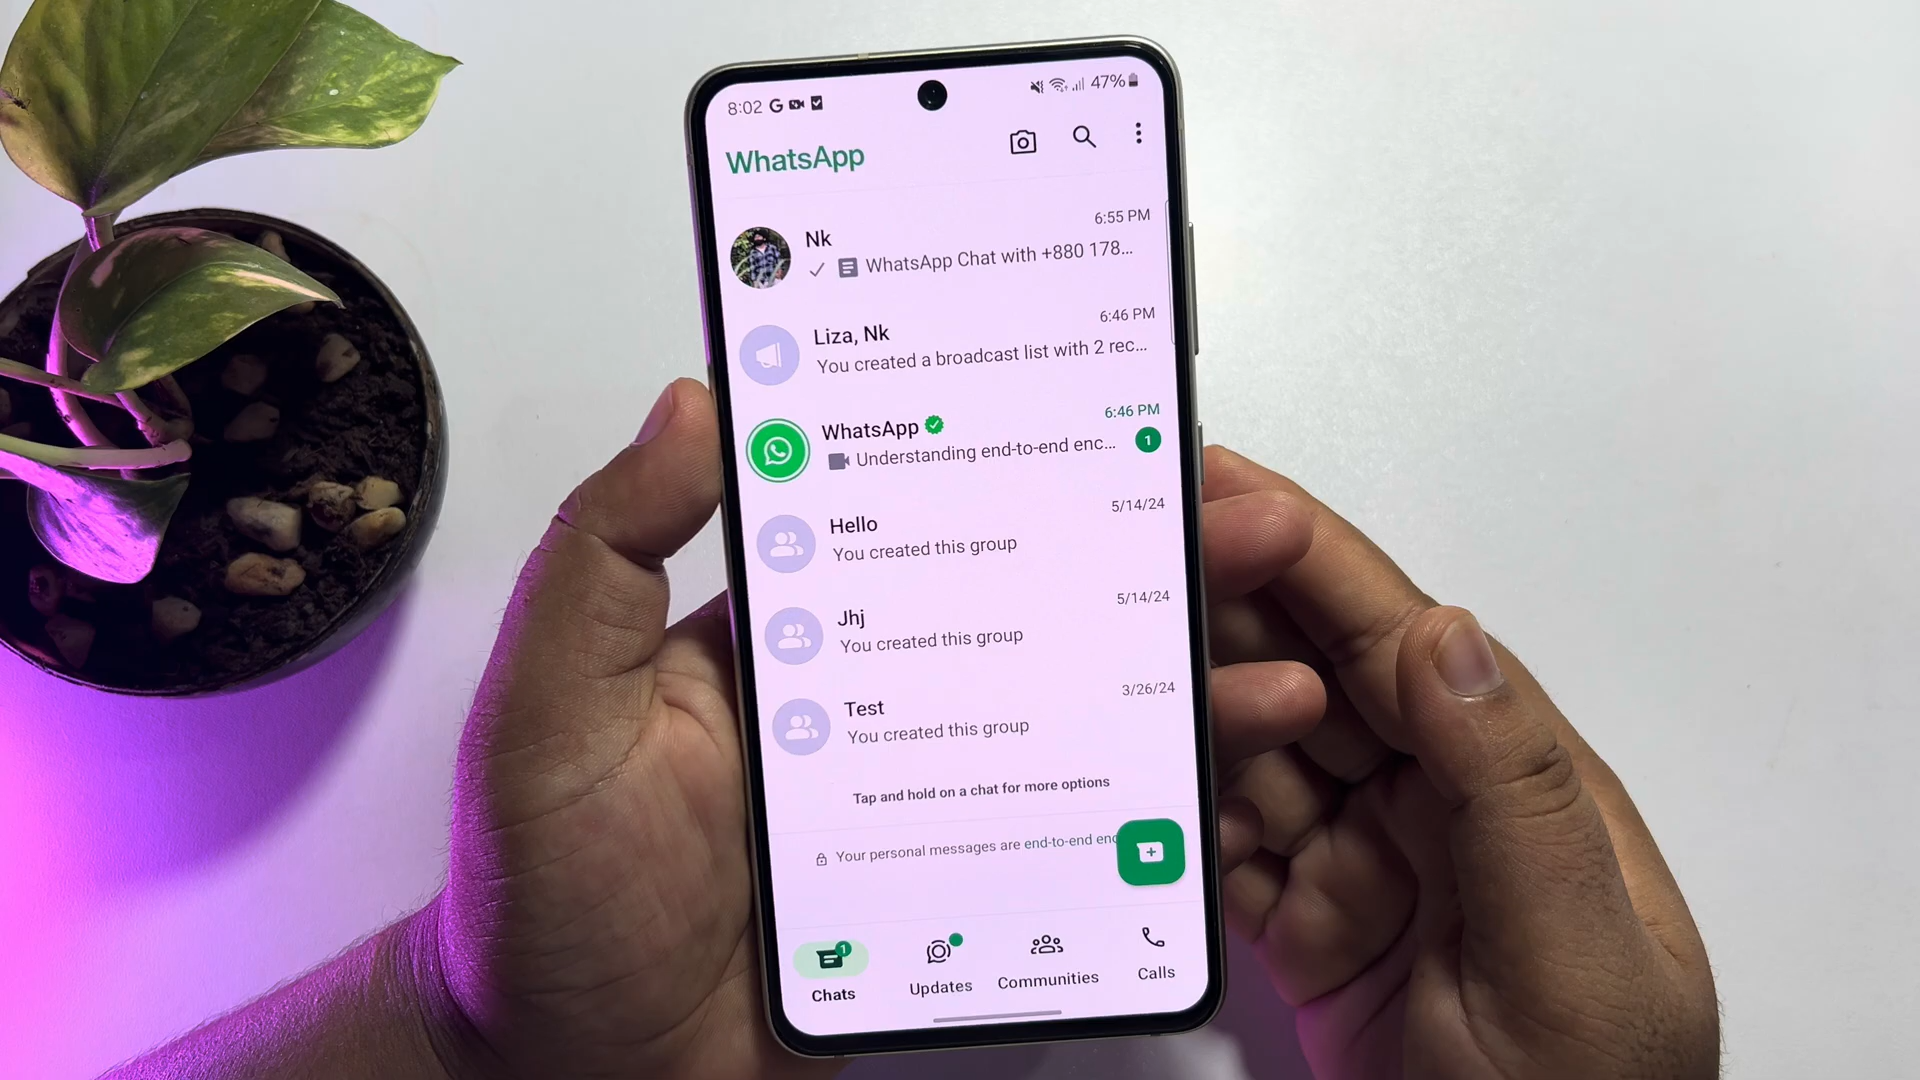 8:02
47%
WhatsApp
Nk
6:55 PM
WhatsApp Chat with +880 178...
Liza, Nk
6:46 PM
You created a broadcast list with 2 rec...
WhatsApp
6:46 PM
Understanding end-to-end enc...
1
Hello
5/14/24
You created this group
Jhj
5/14/24
You created this group
Test
3/26/24
You created this group
Tap and hold on a chat for more options
Your personal messages are end-to-end enc
1
Chats
Updates
Communities
Calls